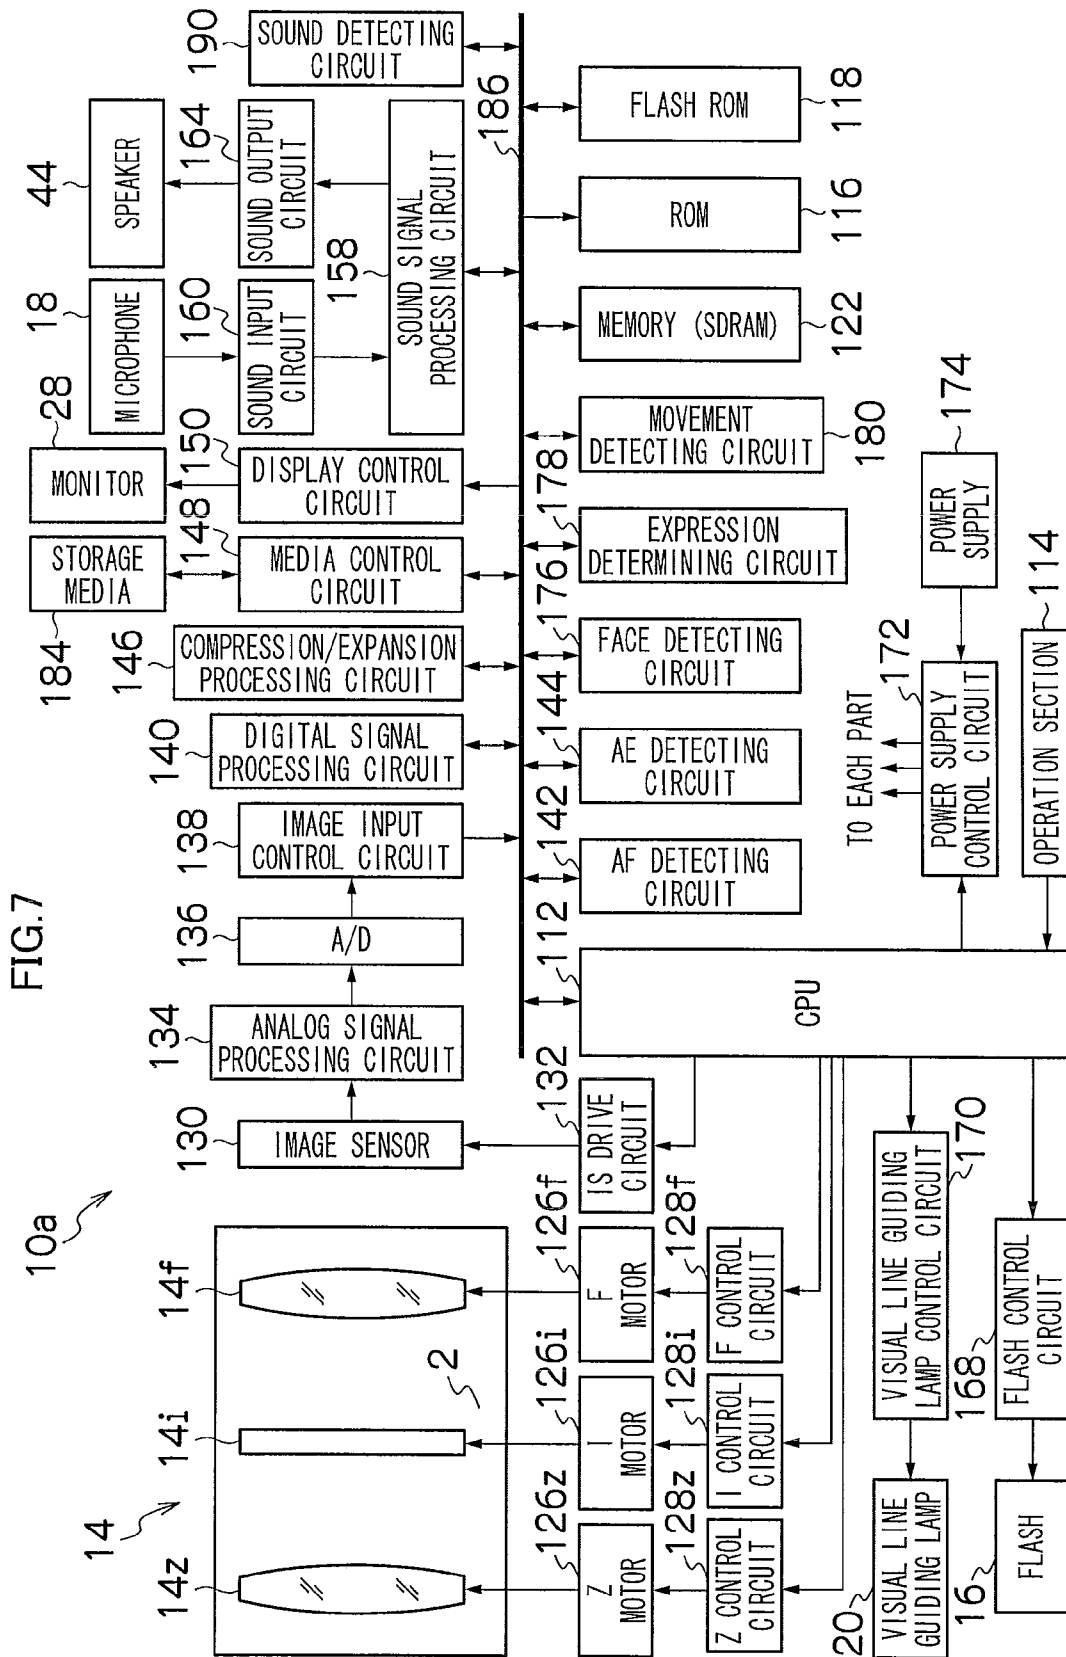 FIG.7
10a
14
14z
14i
14f
2
130
IMAGE SENSOR
134
ANALOG SIGNAL
PROCESSING CIRCUIT
136
A/D
138
IMAGE INPUT
CONTROL CIRCUIT
140
DIGITAL SIGNAL
PROCESSING CIRCUIT
146
COMPRESSION/EXPANSION
PROCESSING CIRCUIT
184
STORAGE
MEDIA
148
MEDIA CONTROL
CIRCUIT
28
MONITOR
150
DISPLAY CONTROL
CIRCUIT
18
MICROPHONE
160
SOUND INPUT
CIRCUIT
44
SPEAKER
164
SOUND OUTPUT
CIRCUIT
158
SOUND SIGNAL
PROCESSING CIRCUIT
190
SOUND DETECTING
CIRCUIT
186
126z
Z
MOTOR
126i
I
MOTOR
126f
F
MOTOR
132
IS DRIVE
CIRCUIT
128z
Z CONTROL
CIRCUIT
128i
I CONTROL
CIRCUIT
128f
F CONTROL
CIRCUIT
112
CPU
142
AF DETECTING
CIRCUIT
144
AE DETECTING
CIRCUIT
176
FACE DETECTING
CIRCUIT
178
EXPRESSION
DETERMINING CIRCUIT
180
MOVEMENT
DETECTING CIRCUIT
122
MEMORY (SDRAM)
116
ROM
118
FLASH ROM
20
VISUAL LINE
GUIDING LAMP
170
VISUAL LINE GUIDING
LAMP CONTROL CIRCUIT
16
FLASH
168
FLASH CONTROL
CIRCUIT
TO EACH PART
172
POWER SUPPLY
CONTROL CIRCUIT
174
POWER
SUPPLY
114
OPERATION SECTION